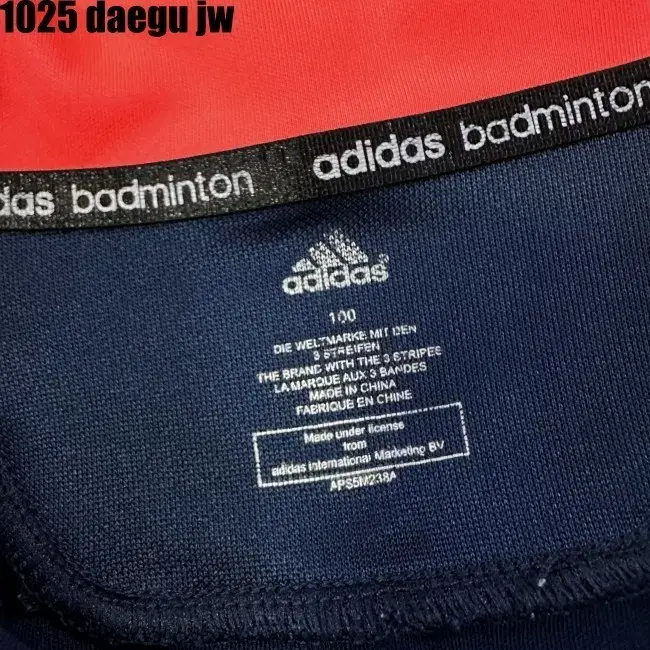 1025 daegu jw
adidas badminton
das badminton
adidas
100
DIE WELTMARKE MIT DEN
3 STREIFEN
THE BRAND WITH THE 3 STRIPES
LA MARQUE AUX 3 BANDES
MADE IN CHINA
FABRIQUE EN CHINE
Made under license
from
adidas International Marketing BV
APS5M238A